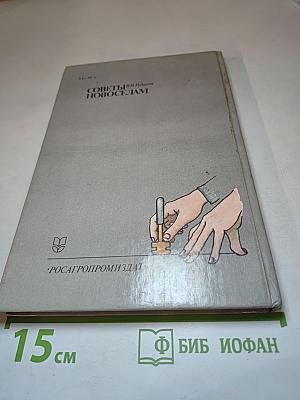 СОВЕТЫ
НОВОСЕЛАМ
·РОСАГРОПРОМИЗДАТ·
15 см
Ф БИБ ИОФАН